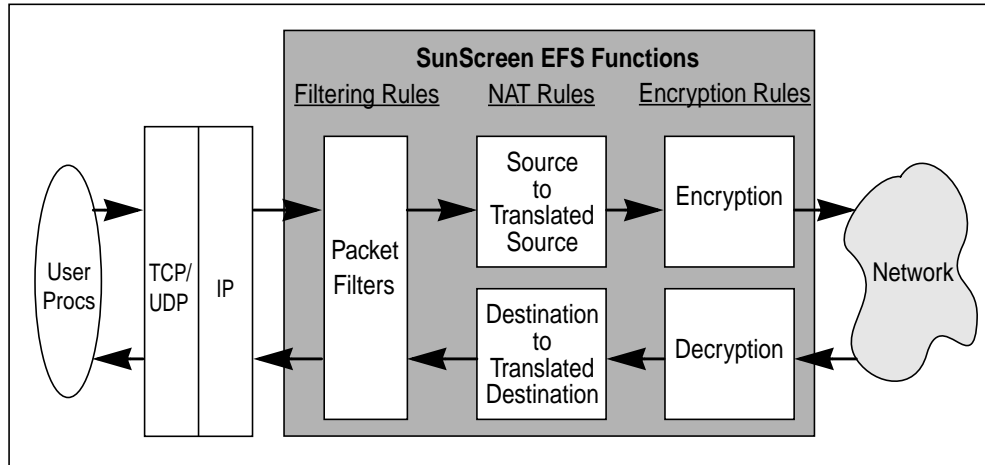 SunScreen EFS Functions
Filtering Rules
NAT Rules
Encryption Rules
User
Procs
TCP/
UDP
IP
Packet
Filters
Source
to
Translated
Source
Encryption
Destination
to
Translated
Destination
Decryption
Network